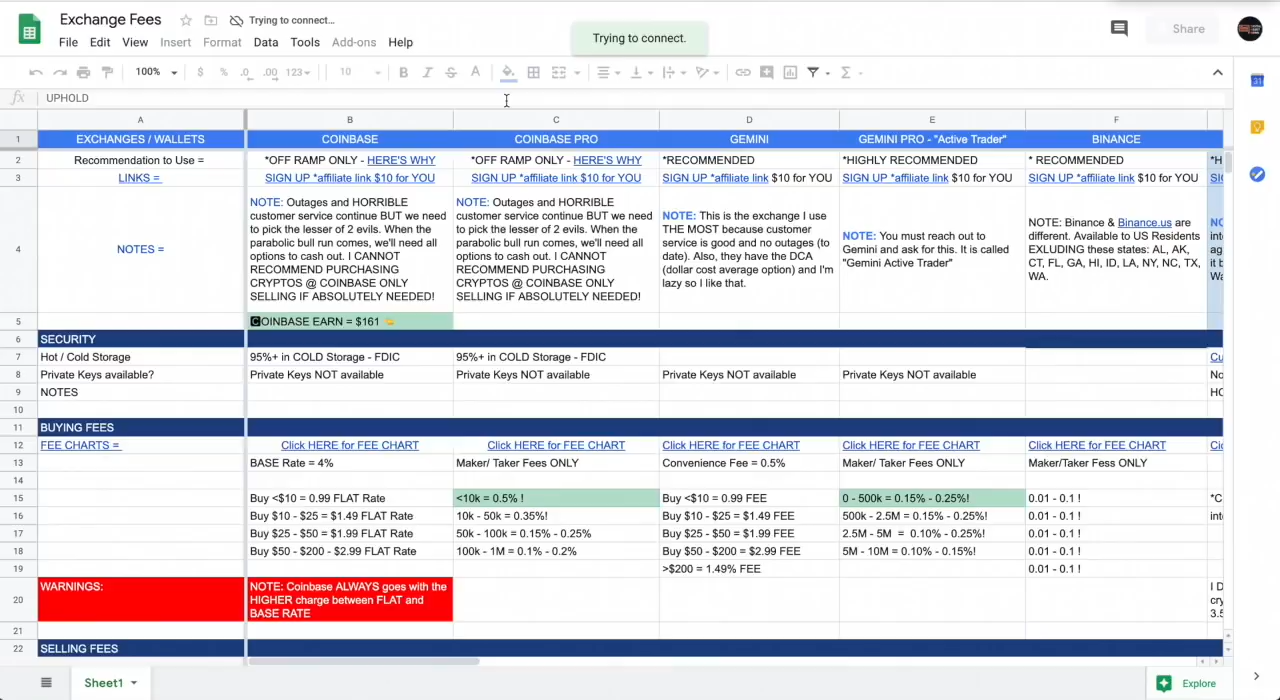 Exchange Fees
Trying to connect…
Trying to connect.
Share
File Edit View Insert Format Data Tools Add-ons Help
100% $ % .0 .00 123 10 B I S A
fx UPHOLD
A B C D E F
1 EXCHANGES / WALLETS COINBASE COINBASE PRO GEMINI GEMINI PRO - "Active Trader" BINANCE
2 Recommendation to Use = *OFF RAMP ONLY - HERE'S WHY *OFF RAMP ONLY - HERE'S WHY *RECOMMENDED *HIGHLY RECOMMENDED * RECOMMENDED *H
3 LINKS = SIGN UP *affiliate link $10 for YOU SIGN UP *affiliate link $10 for YOU SIGN UP *affiliate link $10 for YOU SIGN UP *affiliate link $10 for YOU SIGN UP *affiliate link $10 for YOU
4 NOTES =
NOTE: Outages and HORRIBLE
customer service continue BUT we need
to pick the lesser of 2 evils. When the
parabolic bull run comes, we'll need all
options to cash out. I CANNOT
RECOMMEND PURCHASING
CRYPTOS @ COINBASE ONLY
SELLING IF ABSOLUTELY NEEDED!
NOTE: Outages and HORRIBLE
customer service continue BUT we need
to pick the lesser of 2 evils. When the
parabolic bull run comes, we'll need all
options to cash out. I CANNOT
RECOMMEND PURCHASING
CRYPTOS @ COINBASE ONLY
SELLING IF ABSOLUTELY NEEDED!
NOTE: This is the exchange I use
THE MOST because customer
service is good and no outages (to
date). Also, they have the DCA
(dollar cost average option) and I'm
lazy so I like that.
NOTE: You must reach out to
Gemini and ask for this. It is called
"Gemini Active Trader"
NOTE: Binance & Binance.us are
different. Available to US Residents
EXLUDING these states: AL, AK,
CT, FL, GA, HI, ID, LA, NY, NC, TX,
WA.
5 COINBASE EARN = $161
6 SECURITY
7 Hot / Cold Storage 95%+ in COLD Storage - FDIC 95%+ in COLD Storage - FDIC Cu
8 Private Keys available? Private Keys NOT available Private Keys NOT available Private Keys NOT available Private Keys NOT available
9 NOTES
10
11 BUYING FEES
12 FEE CHARTS = Click HERE for FEE CHART Click HERE for FEE CHART Click HERE for FEE CHART Click HERE for FEE CHART Click HERE for FEE CHART
13 BASE Rate = 4% Maker/ Taker Fees ONLY Convenience Fee = 0.5% Maker/ Taker Fees ONLY Maker/Taker Fess ONLY
14
15 Buy <$10 = 0.99 FLAT Rate <10k = 0.5% ! Buy <$10 = 0.99 FEE 0 - 500k = 0.15% - 0.25%! 0.01 - 0.1 ! *C
16 Buy $10 - $25 = $1.49 FLAT Rate 10k - 50k = 0.35%! Buy $10 - $25 = $1.49 FEE 500k - 2.5M = 0.15% - 0.25%! 0.01 - 0.1 ! int
17 Buy $25 - $50 = $1.99 FLAT Rate 50k - 100k = 0.15% - 0.25% Buy $25 - $50 = $1.99 FEE 2.5M - 5M = 0.10% - 0.25%! 0.01 - 0.1 !
18 Buy $50 - $200 - $2.99 FLAT Rate 100k - 1M = 0.1% - 0.2% Buy $50 - $200 = $2.99 FEE 5M - 10M = 0.10% - 0.15%! 0.01 - 0.1 !
19 >$200 = 1.49% FEE 0.01 - 0.1 !
20 WARNINGS:
NOTE: Coinbase ALWAYS goes with the
HIGHER charge between FLAT and
BASE RATE
I D
cry
3.5
21
22 SELLING FEES
Sheet1
Explore